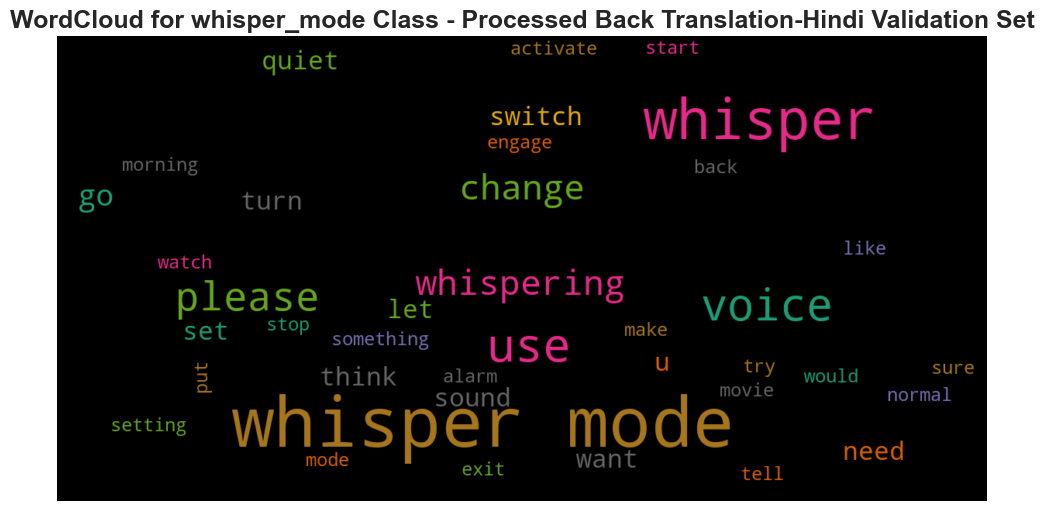 WordCloud for whisper_mode Class - Processed Back Translation-Hindi Validation Set
activate start
quiet
switch whisper
engage
morning back
go turn change
like
watch whispering
please let voice
set stop something use make
put think alarm sound u try movie would sure normal
setting whisper mode
mode exit want tell need